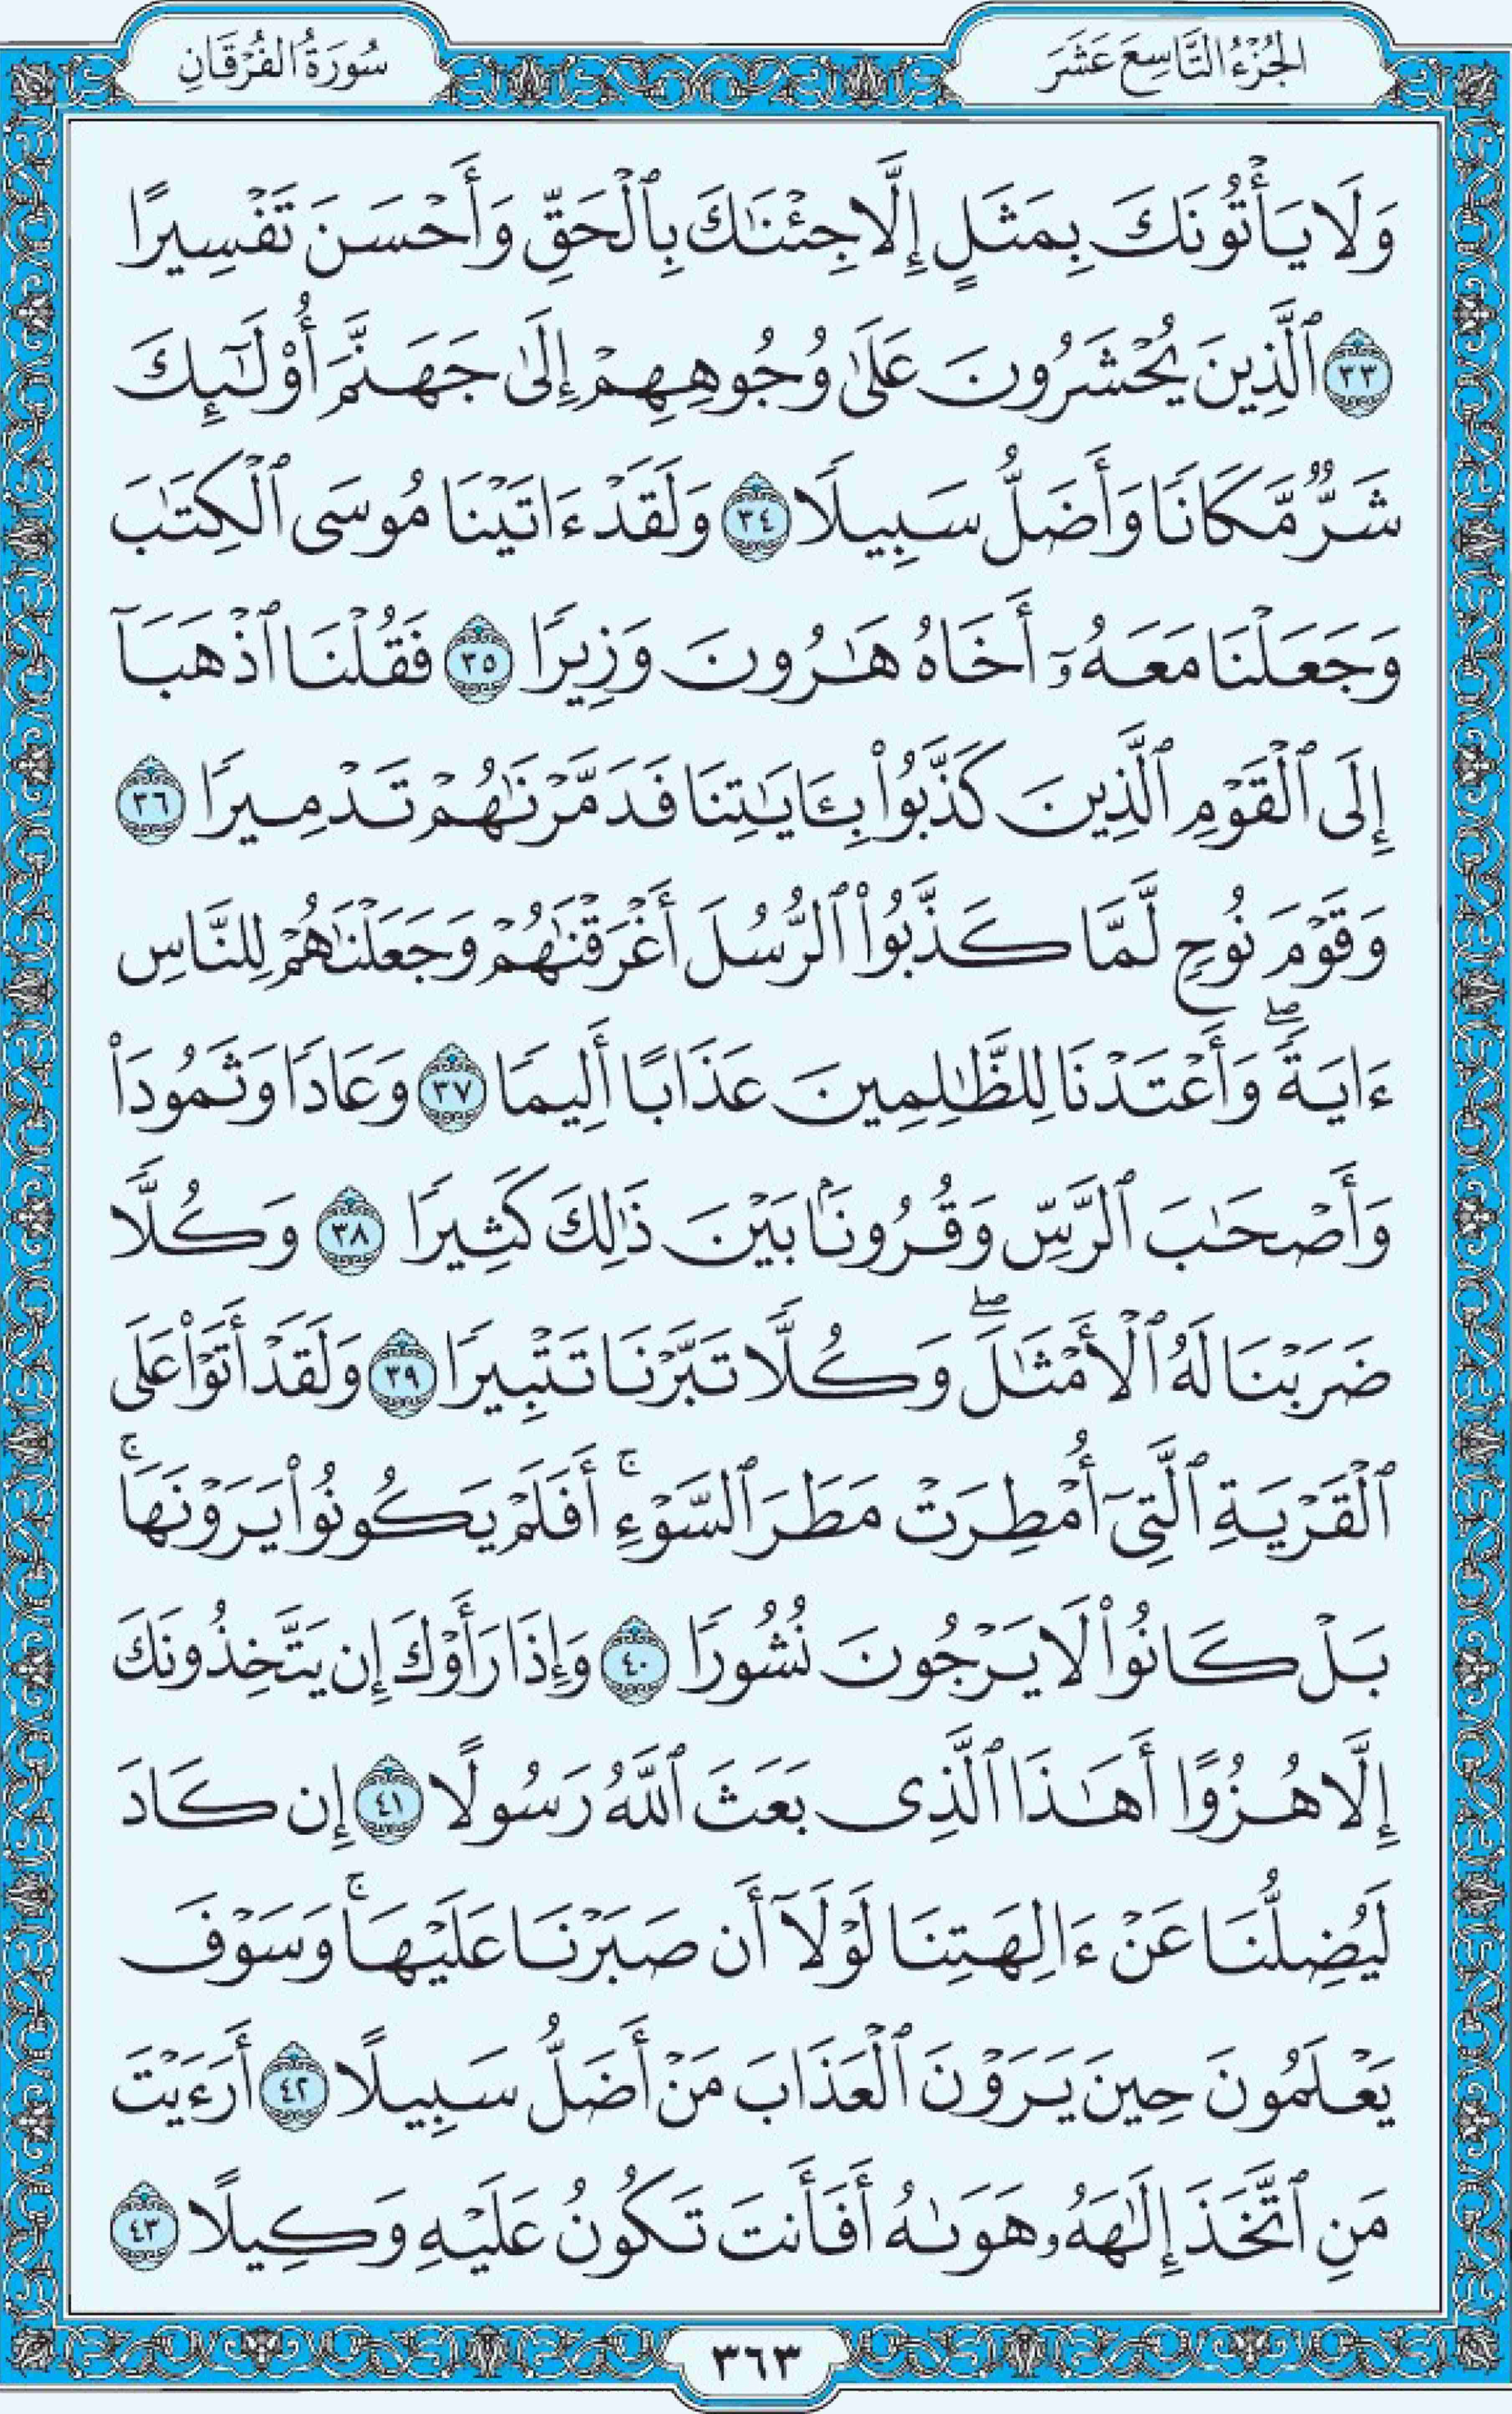 الجُزْءُ التَّاسِعَ عَشَرَ
سُورَةُ الفُرْقَانِ
وَلَا يَأْتُونَكَ بِمَثَلٍ إِلَّا جِئْنَٰكَ بِٱلْحَقِّ وَأَحْسَنَ تَفْسِيرًا
٣٣ ٱلَّذِينَ يُحْشَرُونَ عَلَىٰ وُجُوهِهِمْ إِلَىٰ جَهَنَّمَ أُو۟لَٰٓئِكَ
شَرٌّ مَّكَانًا وَأَضَلُّ سَبِيلًا ٣٤ وَلَقَدْ ءَاتَيْنَا مُوسَى ٱلْكِتَٰبَ
وَجَعَلْنَا مَعَهُۥٓ أَخَاهُ هَٰرُونَ وَزِيرًا ٣٥ فَقُلْنَا ٱذْهَبَآ
إِلَى ٱلْقَوْمِ ٱلَّذِينَ كَذَّبُوا۟ بِـَٔايَٰتِنَا فَدَمَّرْنَٰهُمْ تَدْمِيرًا ٣٦
وَقَوْمَ نُوحٍ لَّمَّا كَذَّبُوا۟ ٱلرُّسُلَ أَغْرَقْنَٰهُمْ وَجَعَلْنَٰهُمْ لِلنَّاسِ
ءَايَةً ۖ وَأَعْتَدْنَا لِلظَّٰلِمِينَ عَذَابًا أَلِيمًا ٣٧ وَعَادًا وَثَمُودَا۟
وَأَصْحَٰبَ ٱلرَّسِّ وَقُرُونًۢا بَيْنَ ذَٰلِكَ كَثِيرًا ٣٨ وَكُلًّا
ضَرَبْنَا لَهُ ٱلْأَمْثَٰلَ ۖ وَكُلًّا تَبَّرْنَا تَتْبِيرًا ٣٩ وَلَقَدْ أَتَوْا۟ عَلَى
ٱلْقَرْيَةِ ٱلَّتِىٓ أُمْطِرَتْ مَطَرَ ٱلسَّوْءِ ۚ أَفَلَمْ يَكُونُوا۟ يَرَوْنَهَا ۚ
بَلْ كَانُوا۟ لَا يَرْجُونَ نُشُورًا ٤٠ وَإِذَا رَأَوْكَ إِن يَتَّخِذُونَكَ
إِلَّا هُزُوًا أَهَٰذَا ٱلَّذِى بَعَثَ ٱللَّهُ رَسُولًا ٤١ إِن كَادَ
لَيُضِلُّنَا عَنْ ءَالِهَتِنَا لَوْلَآ أَن صَبَرْنَا عَلَيْهَا ۚ وَسَوْفَ
يَعْلَمُونَ حِينَ يَرَوْنَ ٱلْعَذَابَ مَنْ أَضَلُّ سَبِيلًا ٤٢ أَرَءَيْتَ
مَنِ ٱتَّخَذَ إِلَٰهَهُۥ هَوَىٰهُ أَفَأَنتَ تَكُونُ عَلَيْهِ وَكِيلًا ٤٣
٣٦٣